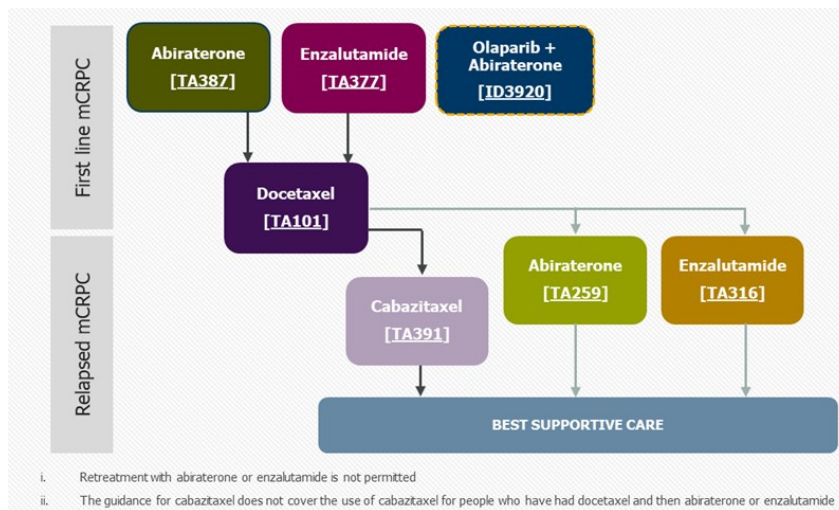 First line mCRPC
Abiraterone
[TA387]
Enzalutamide
[TA377]
Olaparib +
Abiraterone
[ID3920]
Docetaxel
[TA101]
Relapsed mCRPC
Cabazitaxel
[TA391]
Abiraterone
[TA259]
Enzalutamide
[TA316]
BEST SUPPORTIVE CARE
i. Retreatment with abiraterone or enzalutamide is not permitted
ii. The guidance for cabazitaxel does not cover the use of cabazitaxel for people who have had docetaxel and then abiraterone or enzalutamide